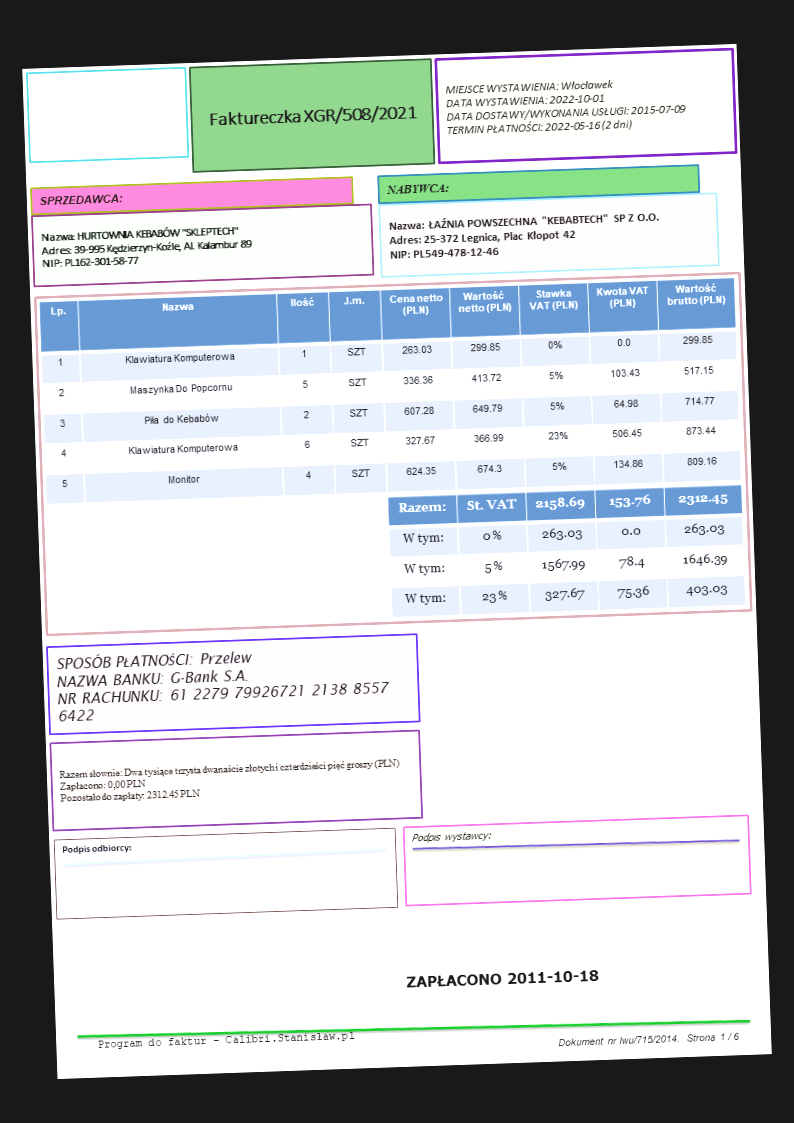 Faktureczka XGR/508/2021
MIEJSCE WYSTAWIENIA: Włocławek
DATA WYSTAWIENIA: 2022-10-01
DATA DOSTAWY/WYKONANIA USŁUGI: 2015-07-09
TERMIN PŁATNOŚCI: 2022-05-16 (2 dni)
SPRZEDAWCA:
Nazwa: HURTOWNIA KEBABÓW "SKLEPTECH"
Adres: 39-995 Kędzierzyn-Koźle, Al. Kalambur 89
NIP: PL162-301-58-77
NABYWCA:
Nazwa: ŁAŹNIA POWSZECHNA "KEBABTECH" SP Z O.O.
Adres: 25-372 Legnica, Plac Kłopot 42
NIP: PL549-478-12-46
Lp. Nazwa Ilość J.m. Cena netto (PLN) Wartość netto (PLN) Stawka VAT (PLN) Kwota VAT (PLN) Wartość brutto (PLN)
1 Klawiatura Komputerowa 1 SZT 263.03 299.85 0% 0.0 299.85
2 Maszynka Do Popcornu 5 SZT 336.36 413.72 5% 103.43 517.15
3 Piła do Kebabów 2 SZT 607.28 649.79 5% 64.98 714.77
4 Klawiatura Komputerowa 6 SZT 327.67 366.99 23% 506.45 873.44
5 Monitor 4 SZT 624.35 674.3 5% 134.86 809.16
Razem: St. VAT 2158.69 153.76 2312.45
W tym: 0% 263.03 0.0 263.03
W tym: 5% 1567.99 78.4 1646.39
W tym: 23% 327.67 75.36 403.03
SPOSÓB PŁATNOŚCI: Przelew
NAZWA BANKU: G-Bank S.A.
NR RACHUNKU: 61 2279 79926721 2138 8557
6422
Razem słownie: Dwa tysiące trzysta dwanaście złotych i czterdzieści pięć groszy (PLN)
Zapłacono: 0,00 PLN
Pozostało do zapłaty: 2312.45 PLN
Podpis odbiorcy:
Podpis wystawcy:
ZAPŁACONO 2011-10-18
Program do faktur – Calibri.Stanisław.pl
Dokument nr lwu/715/2014. Strona 1 / 6